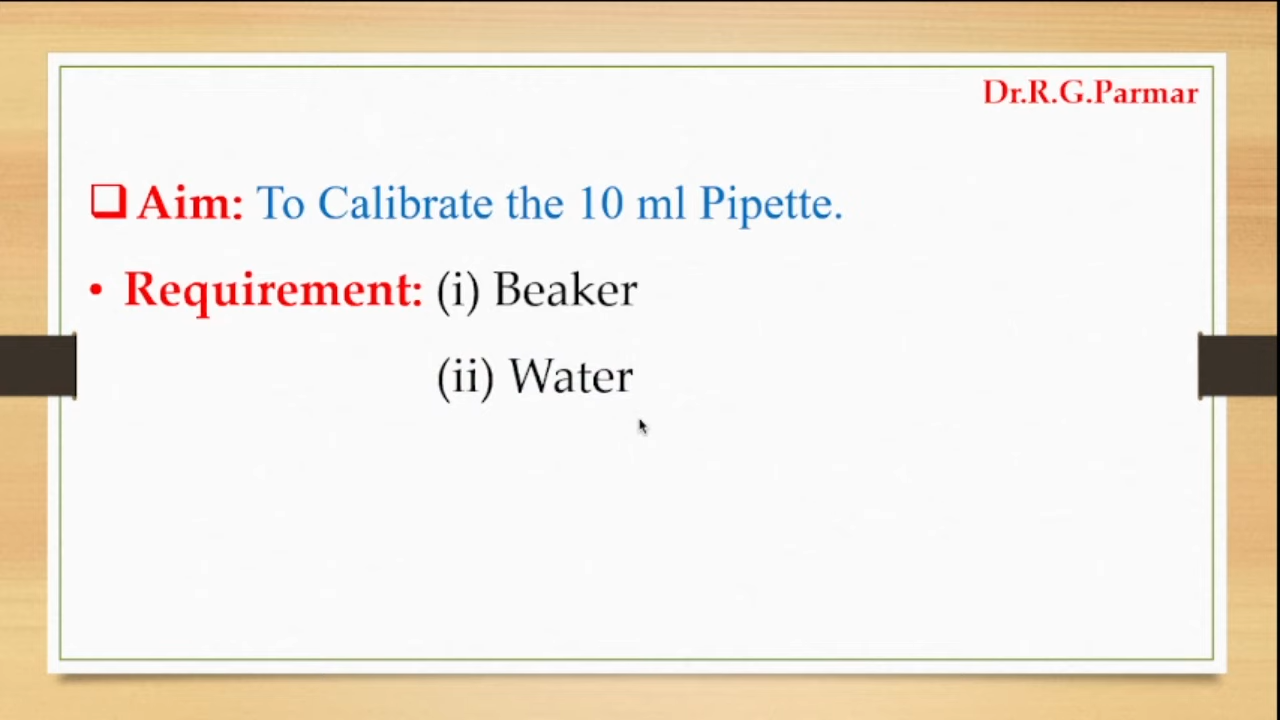 Dr.R.G.Parmar
❑ Aim: To Calibrate the 10 ml Pipette.
• Requirement: (i) Beaker
(ii) Water